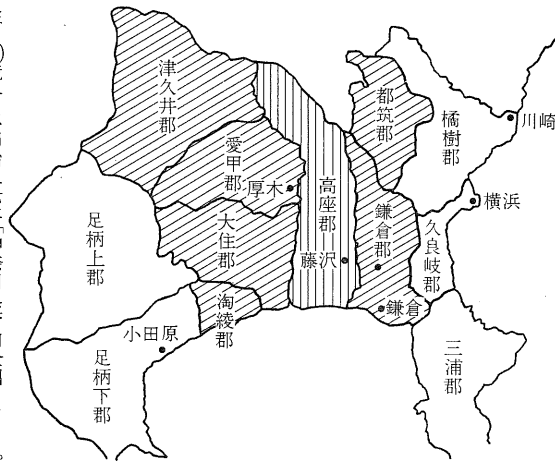 津久井郡
愛甲郡
厚木
大住郡
淘綾郡
足柄上郡
足柄下郡
小田原
高座郡
藤沢
都筑郡
橘樹郡
川崎
横浜
鎌倉郡
鎌倉
久良岐郡
三浦郡